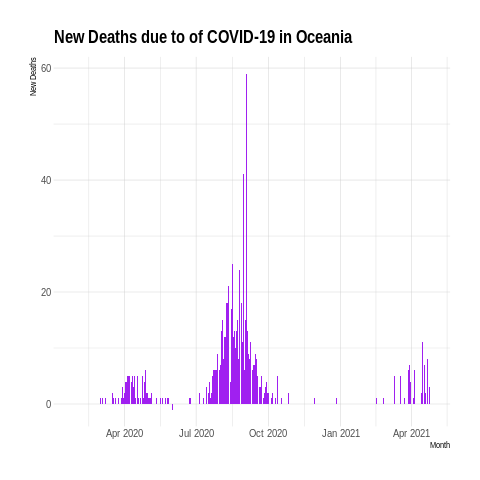 New Deaths due to of COVID-19 in Oceania
New Deaths
60
40
20
0
Apr 2020 Jul 2020 Oct 2020 Jan 2021 Apr 2021
Month